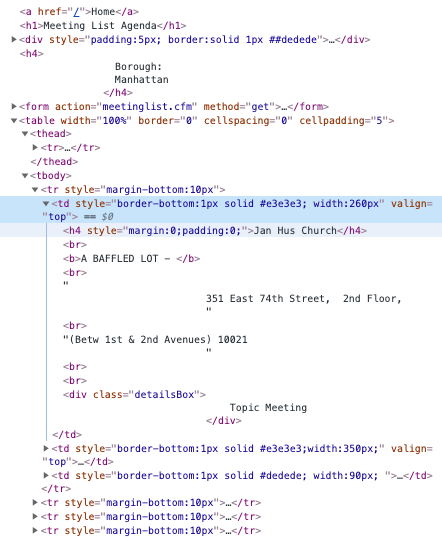 <a href="/">Home</a>
<h1>Meeting List Agenda</h1>
▶<div style="padding:5px; border:solid 1px ##dedede">…</div>
<h4>
Borough:
Manhattan
</h4>
▶<form action="meetinglist.cfm" method="get">…</form>
▼<table width="100%" border="0" cellspacing="0" cellpadding="5">
▼<thead>
▶<tr>…</tr>
</thead>
▼<tbody>
▼<tr style="margin-bottom:10px">
▼<td style="border-bottom:1px solid #e3e3e3; width:260px" valign=
"top"> == $0
<h4 style="margin:0;padding:0;">Jan Hus Church</h4>
<br>
<b>A BAFFLED LOT - </b>
<br>
"
351 East 74th Street,  2nd Floor,
"
<br>
"(Betw 1st & 2nd Avenues) 10021
"
<br>
<br>
<div class="detailsBox">
Topic Meeting
</div>
</td>
▶<td style="border-bottom:1px solid #e3e3e3;width:350px;" valign=
"top">…</td>
▶<td style="border-bottom:1px solid #dedede; width:90px; ">…</td>
</tr>
▶<tr style="margin-bottom:10px">…</tr>
▶<tr style="margin-bottom:10px">…</tr>
▶<tr style="margin-bottom:10px">…</tr>